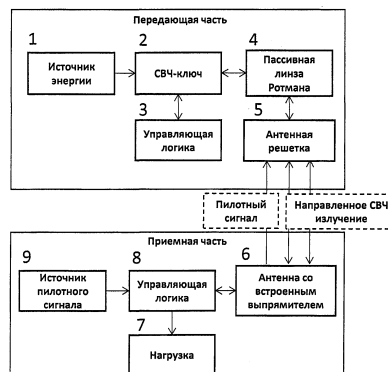 Передающая часть
1
2
4
Источник
энергии
СВЧ-ключ
Пассивная
линза
Ротмана
3
5
Управляющая
логика
Антенная
решетка
Пилотный
сигнал
Направленное СВЧ
излучение
Приемная часть
9
8
6
Источник
пилотного
сигнала
Управляющая
логика
Антенна со
встроенным
выпрямителем
7
Нагрузка